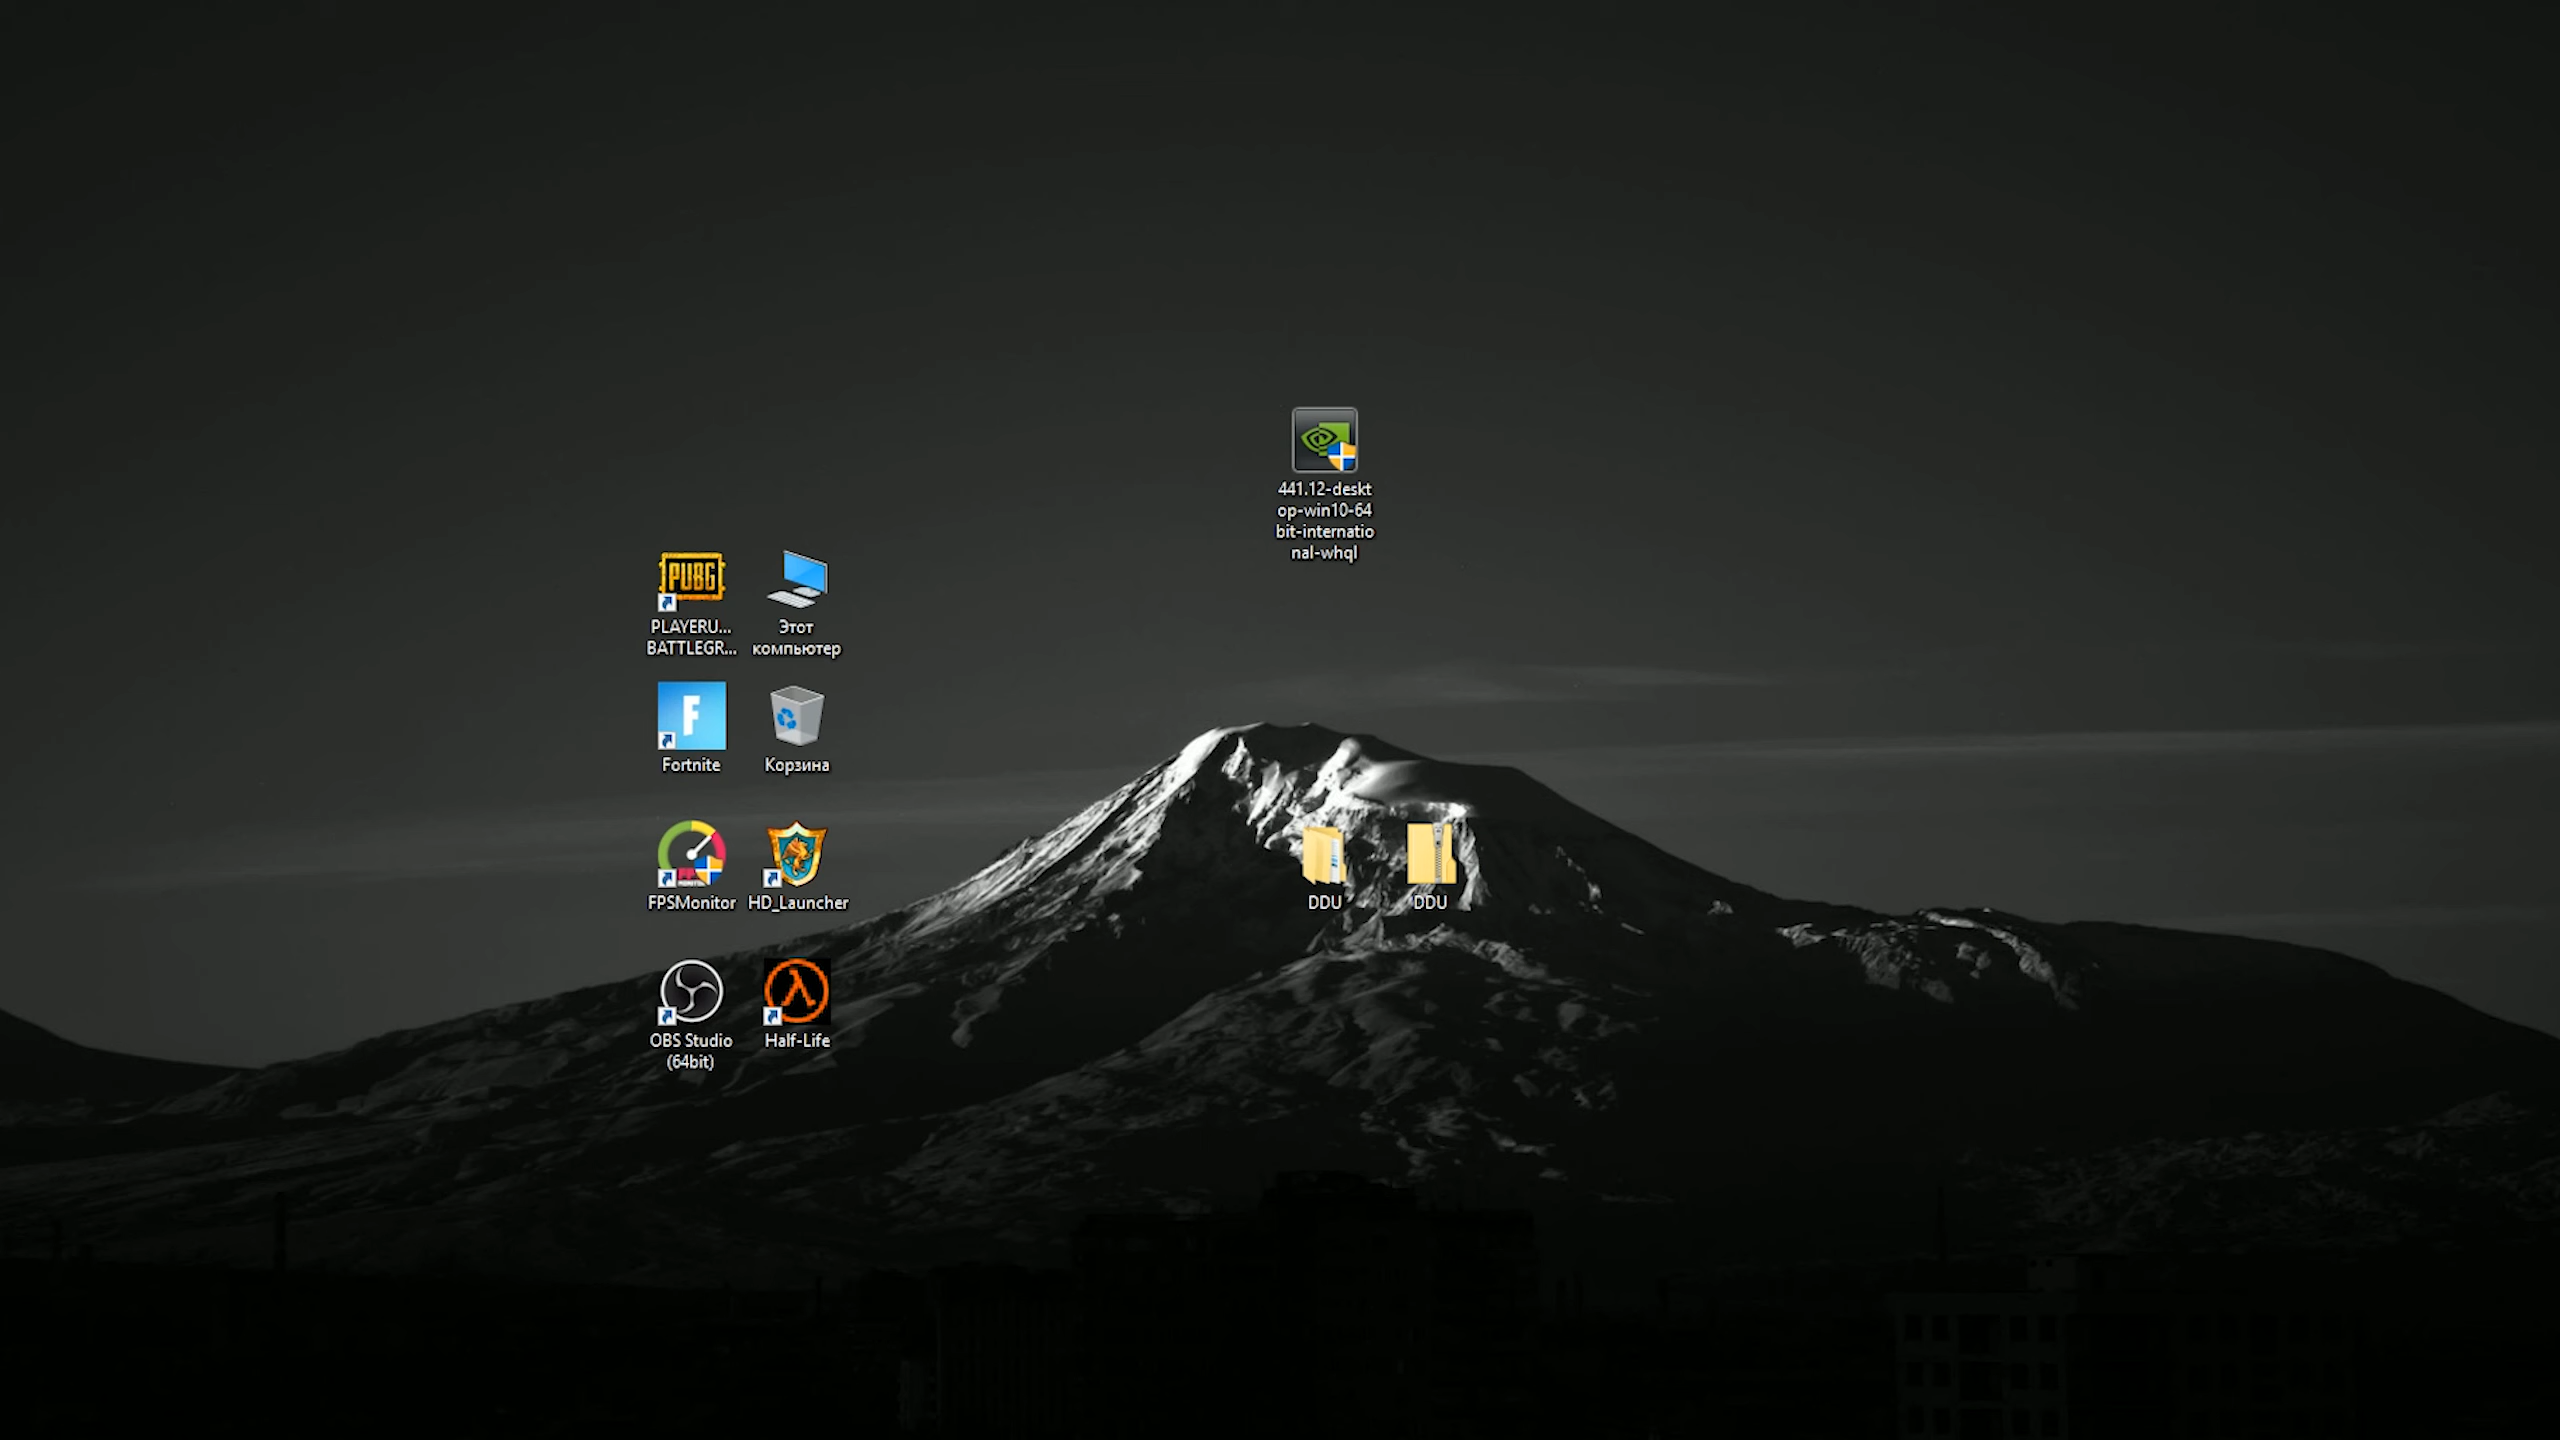 441.12-deskt
op-win10-64
bit-internatio
nal-whql
PUBG
PLAYERU...
BATTLEGR...
Этот
компьютер
F
Fortnite
Корзина
FPSMonitor
HD_Launcher
DDU
DDU
OBS Studio
(64bit)
Half-Life